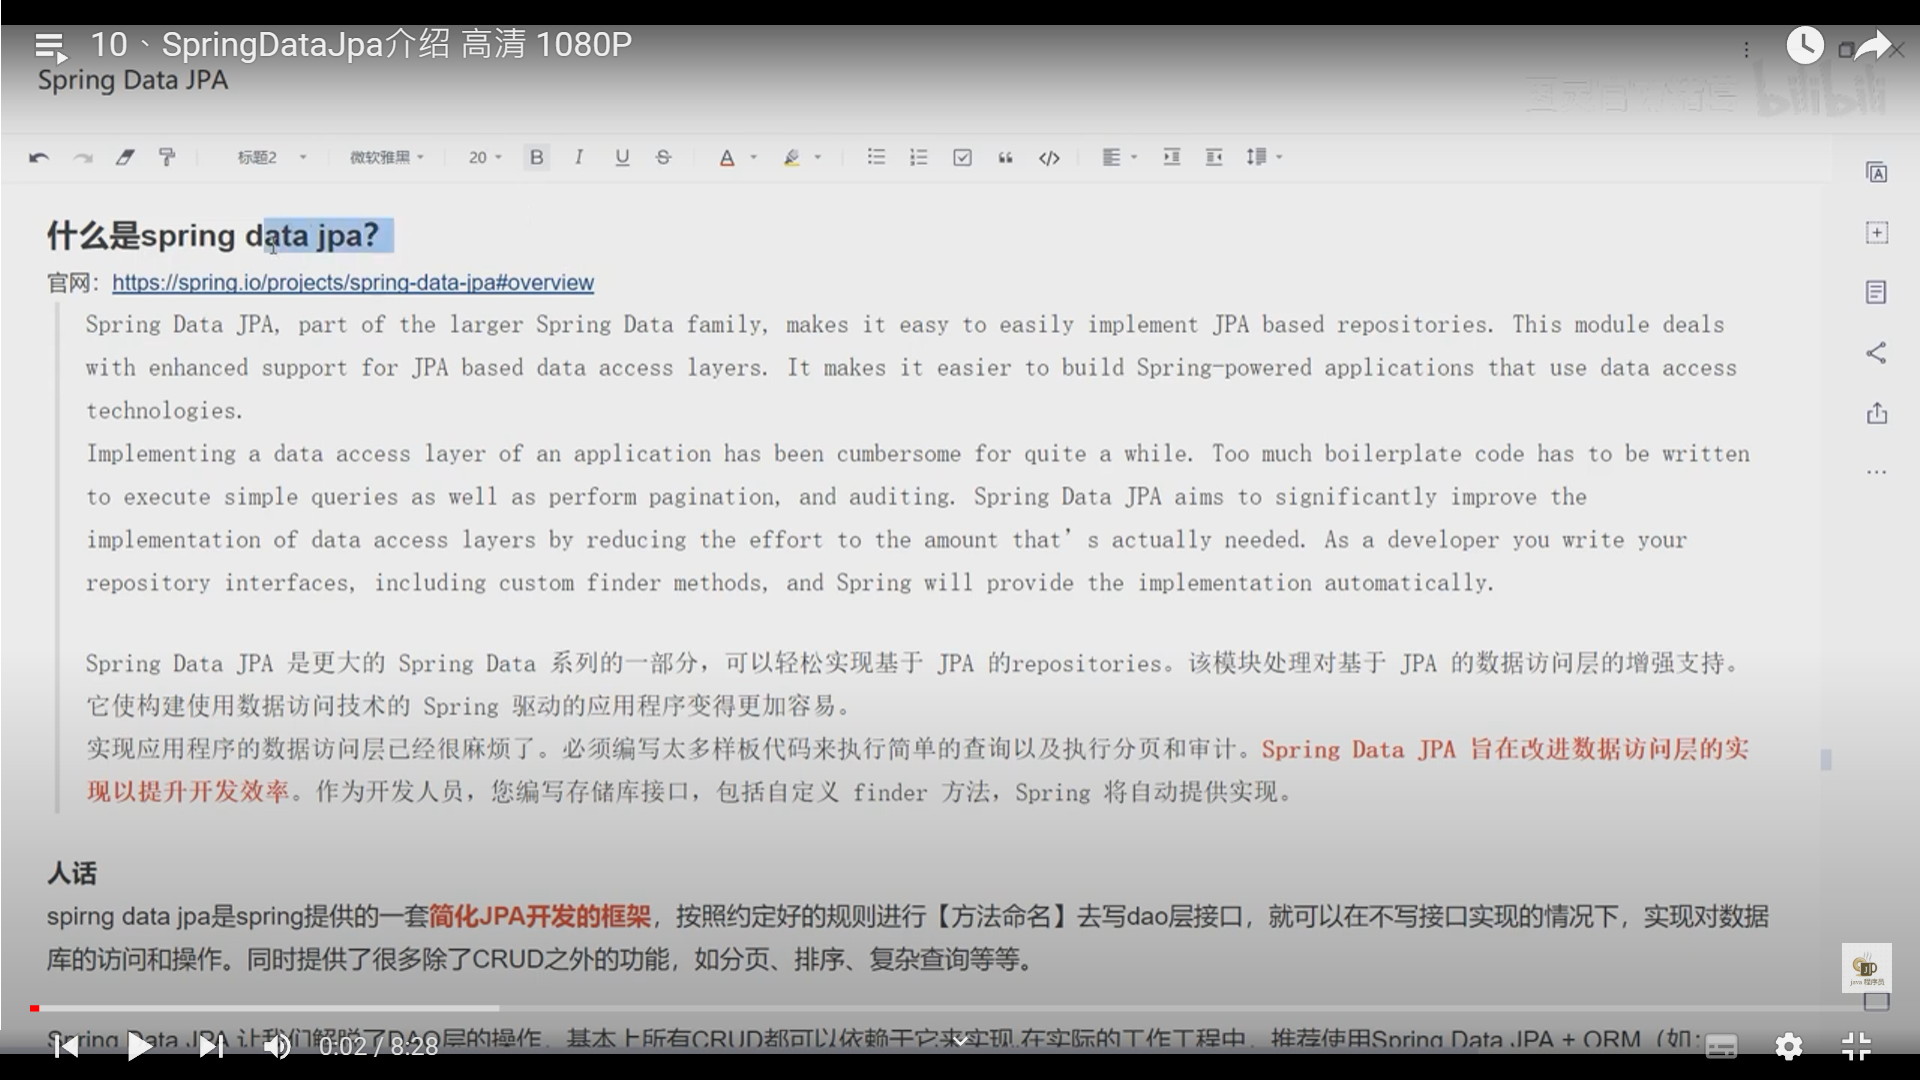 10、SpringDataJpa介绍 高清 1080P
Spring Data JPA
bilibili
标题2 微软雅黑 20 B I U S A
什么是spring data jpa？
官网：https://spring.io/projects/spring-data-jpa#overview
Spring Data JPA, part of the larger Spring Data family, makes it easy to easily implement JPA based repositories. This module deals
with enhanced support for JPA based data access layers. It makes it easier to build Spring-powered applications that use data access
technologies.
Implementing a data access layer of an application has been cumbersome for quite a while. Too much boilerplate code has to be written
to execute simple queries as well as perform pagination, and auditing. Spring Data JPA aims to significantly improve the
implementation of data access layers by reducing the effort to the amount that’s actually needed. As a developer you write your
repository interfaces, including custom finder methods, and Spring will provide the implementation automatically.
Spring Data JPA 是更大的 Spring Data 系列的一部分，可以轻松实现基于 JPA 的repositories。该模块处理对基于 JPA 的数据访问层的增强支持。
它使构建使用数据访问技术的 Spring 驱动的应用程序变得更加容易。
实现应用程序的数据访问层已经很麻烦了。必须编写太多样板代码来执行简单的查询以及执行分页和审计。Spring Data JPA 旨在改进数据访问层的实
现以提升开发效率。作为开发人员，您编写存储库接口，包括自定义 finder 方法，Spring 将自动提供实现。
人话
spirng data jpa是spring提供的一套简化JPA开发的框架，按照约定好的规则进行【方法命名】去写dao层接口，就可以在不写接口实现的情况下，实现对数据
库的访问和操作。同时提供了很多除了CRUD之外的功能，如分页、排序、复杂查询等等。
java 程序员
Spring Data JPA 让我们解脱了DAO层的操作，基本上所有CRUD都可以依赖于它来实现,在实际的工作工程中，推荐使用Spring Data JPA + ORM（如：
0:02 / 8:28